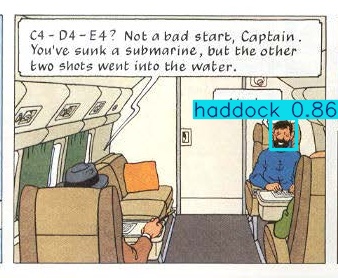 C4 - D4 - E4? Not a bad start, Captain.
You've sunk a submarine, but the other
two shots went into the water.
haddock 0.86